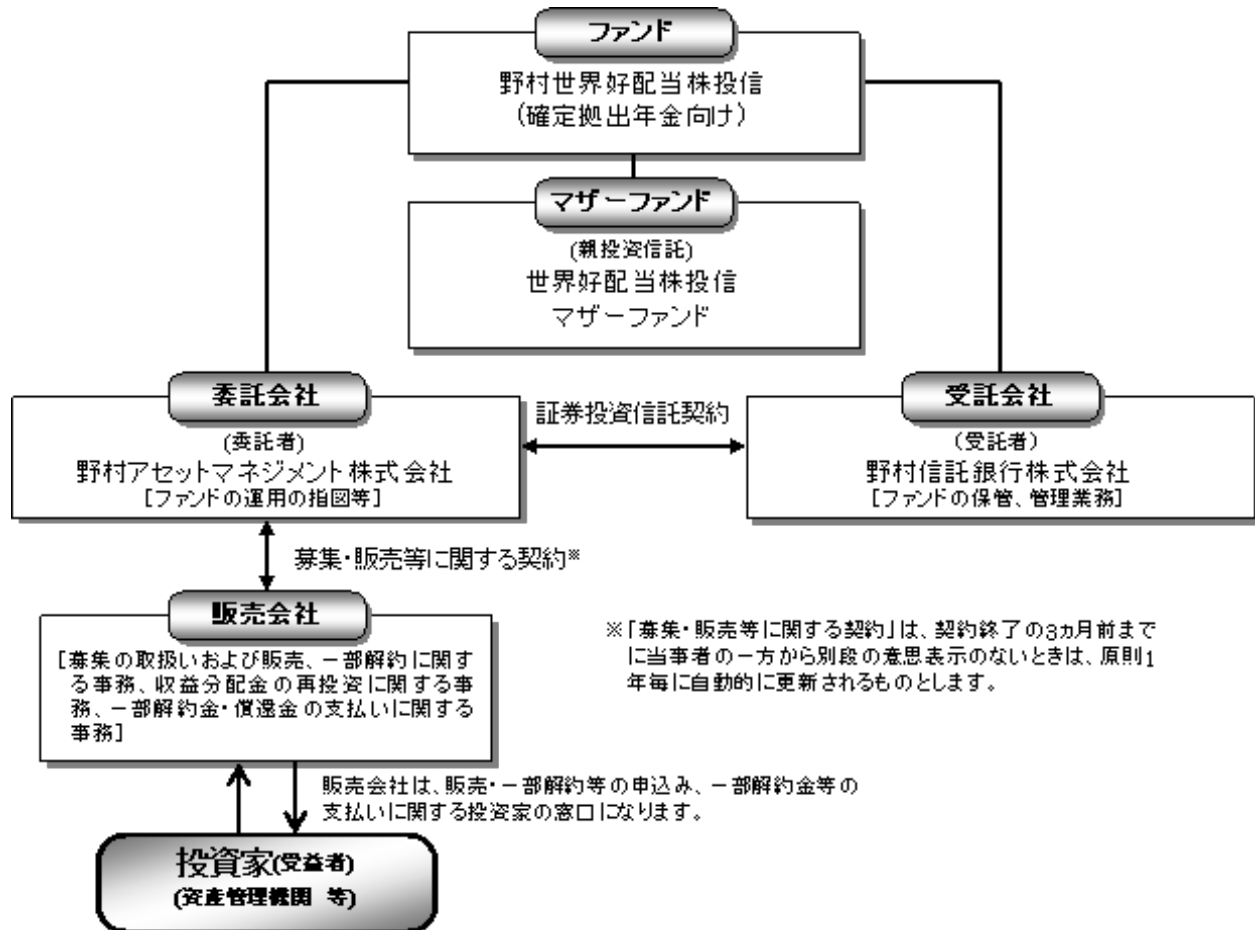 ファンド
野村世界好配当株投信
(確定拠出年金向け)
マザーファンド
(親投資信託)
世界好配当株投信
マザーファンド
委託会社
(委託者)
野村アセットマネジメント株式会社
[ファンドの運用の指図等]
証券投資信託契約
受託会社
(受託者)
野村信託銀行株式会社
[ファンドの保管、管理業務]
募集・販売等に関する契約※
販売会社
[募集の取扱いおよび販売、一部解約に関す
る事務、収益分配金の再投資に関する事
務、一部解約金・償還金の支払いに関する
事務]
※「募集・販売等に関する契約」は、契約終了の3ヵ月前まで
に当事者の一方から別段の意思表示のないときは、原則1
年毎に自動的に更新されるものとします。
販売会社は、販売・一部解約等の申込み、一部解約金等の
支払いに関する投資家の窓口になります。
投資家(受益者)
(資産管理機関 等)